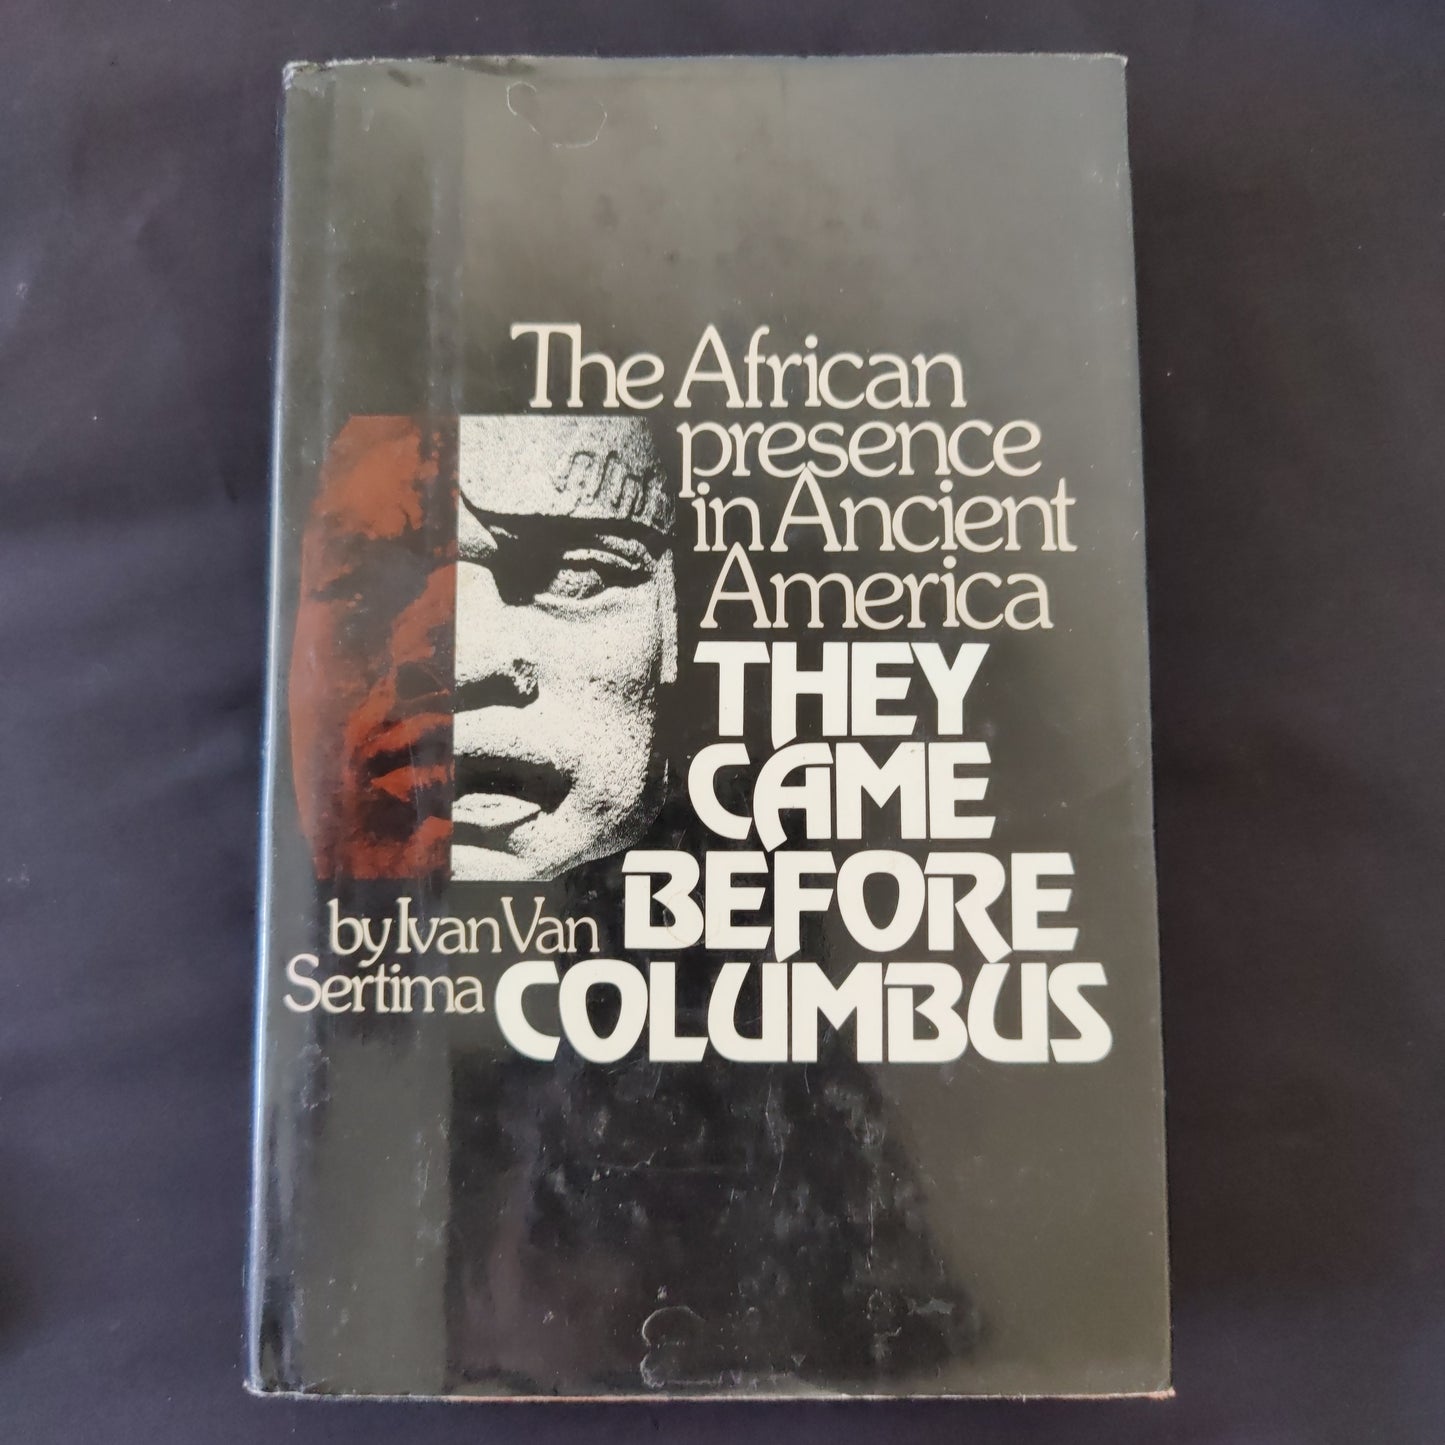 The African
presence
in Ancient
America
THEY
CAME
BEFORE
COLUMBUS
by Ivan Van
Sertima